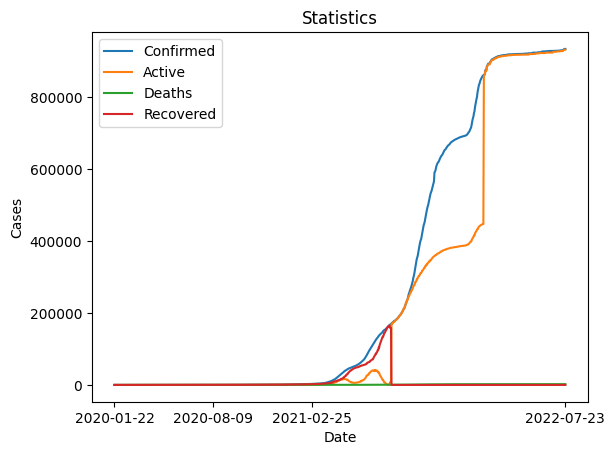 Statistics
Confirmed
Active
Deaths
Recovered
Cases
800000
600000
400000
200000
0
2020-01-22 2020-08-09 2021-02-25 2022-07-23
Date